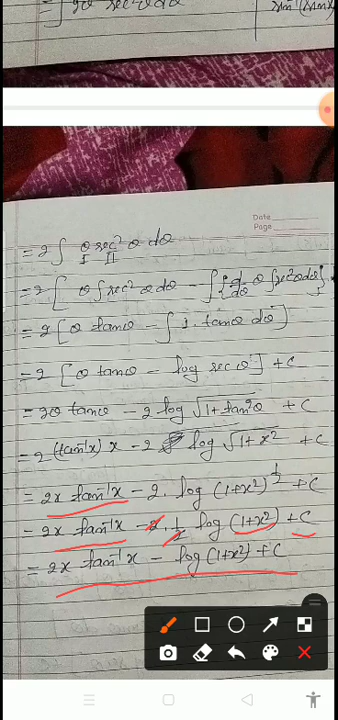 = ∫ 2θ sec²θ dθ
Date
Page
= 2 ∫ θ sec²θ dθ
I II
= 2 [ θ ∫ sec²θ dθ − ∫ { d/dθ θ ∫ sec²θ dθ }
= 2 [ θ tanθ − ∫ 1. tanθ dθ ]
= 2 [ θ tanθ − log secθ ] + C
= 2θ tanθ − 2 log √1+tan²θ + C
= 2 (tan⁻¹x) x − 2 log √1+x² + C
= 2x tan⁻¹x − 2. log (1+x²)^1/2 + C
= 2x tan⁻¹x − 2. 1/2 log (1+x²) + C
= 2x tan⁻¹x − log (1+x²) + C